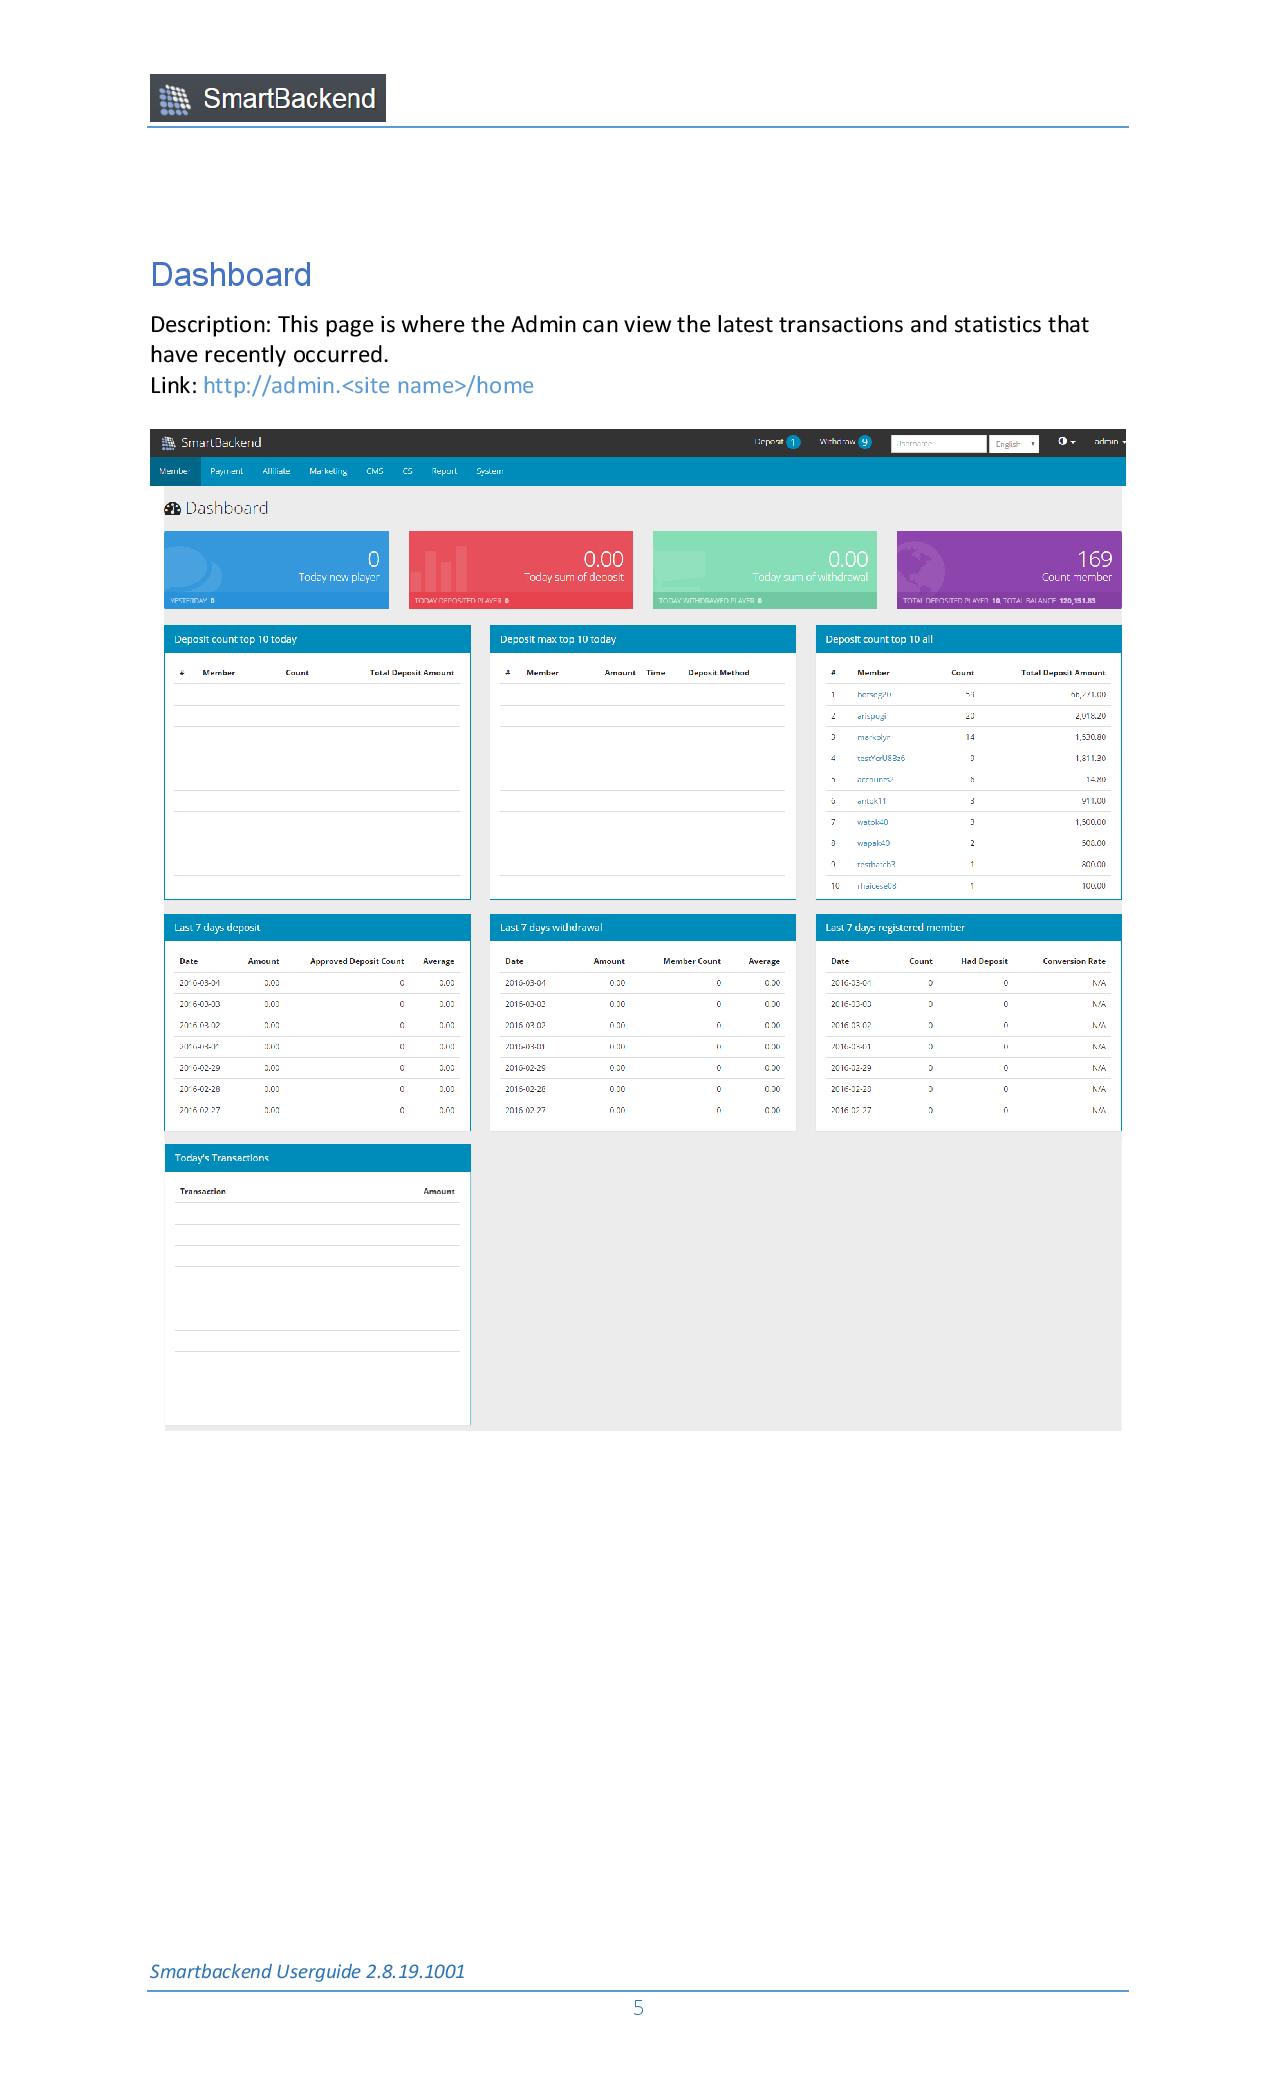 SmartBackend
Dashboard
Description: This page is where the Admin can view the latest transactions and statistics that
have recently occurred.
Link: http://admin.<site name>/home
SmartBackend Deposit 1 Withdraw 9 Username English admin
Member Payment Affiliate Marketing CMS CS Report System
Dashboard
0 0.00 0.00 169
Today new player Today sum of deposit Today sum of withdrawal Count member
YESTERDAY 0 TODAY DEPOSITED PLAYER 0 TODAY WITHDRAWED PLAYER 0 TOTAL DEPOSITED PLAYER 10, TOTAL BALANCE 120,151.83
Deposit count top 10 today
# Member Count Total Deposit Amount
Deposit max top 10 today
# Member Amount Time Deposit Method
Deposit count top 10 all
# Member Count Total Deposit Amount
1 59
2 20 2,018.20
3 14 1,530.80
4 9 1,811.30
5 6 14.80
6 antok11 3 911.00
7 watpk40 3 1,500.00
8 wapak40 2 508.00
9 1 800.00
10 1 100.00
Last 7 days deposit
Date Amount Approved Deposit Count Average
2016-03-04 0.00 0 0.00
2016-03-03 0.00 0 0.00
2016-03-02 0.00 0 0.00
2016-03-01 0.00 0 0.00
2016-02-29 0.00 0 0.00
2016-02-28 0.00 0 0.00
2016-02-27 0.00 0 0.00
Last 7 days withdrawal
Date Amount Member Count Average
2016-03-04 0.00 0 0.00
2016-03-03 0.00 0 0.00
2016-03-02 0.00 0 0.00
2016-03-01 0.00 0 0.00
2016-02-29 0.00 0 0.00
2016-02-28 0.00 0 0.00
2016-02-27 0.00 0 0.00
Last 7 days registered member
Date Count Had Deposit Conversion Rate
2016-03-04 0 0 N/A
2016-03-03 0 0 N/A
2016-03-02 0 0 N/A
2016-03-01 0 0 N/A
2016-02-29 0 0 N/A
2016-02-28 0 0 N/A
2016-02-27 0 0 N/A
Today's Transactions
Transaction Amount
Smartbackend Userguide 2.8.19.1001
5